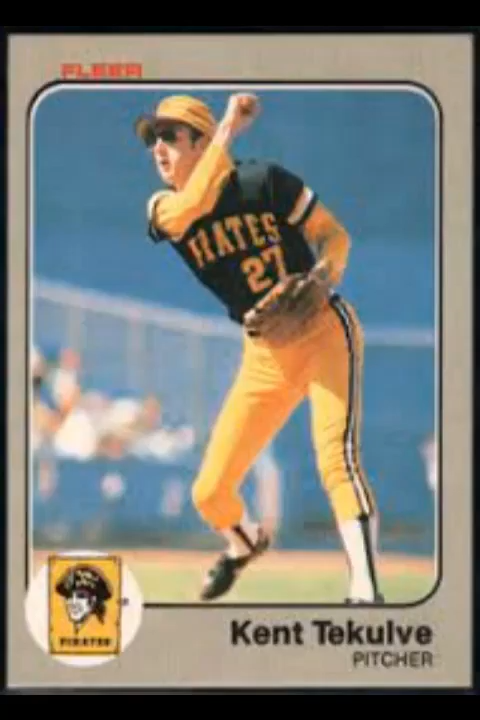 FLEER
PIRATES
27
PIRATES
®
Kent Tekulve
PITCHER